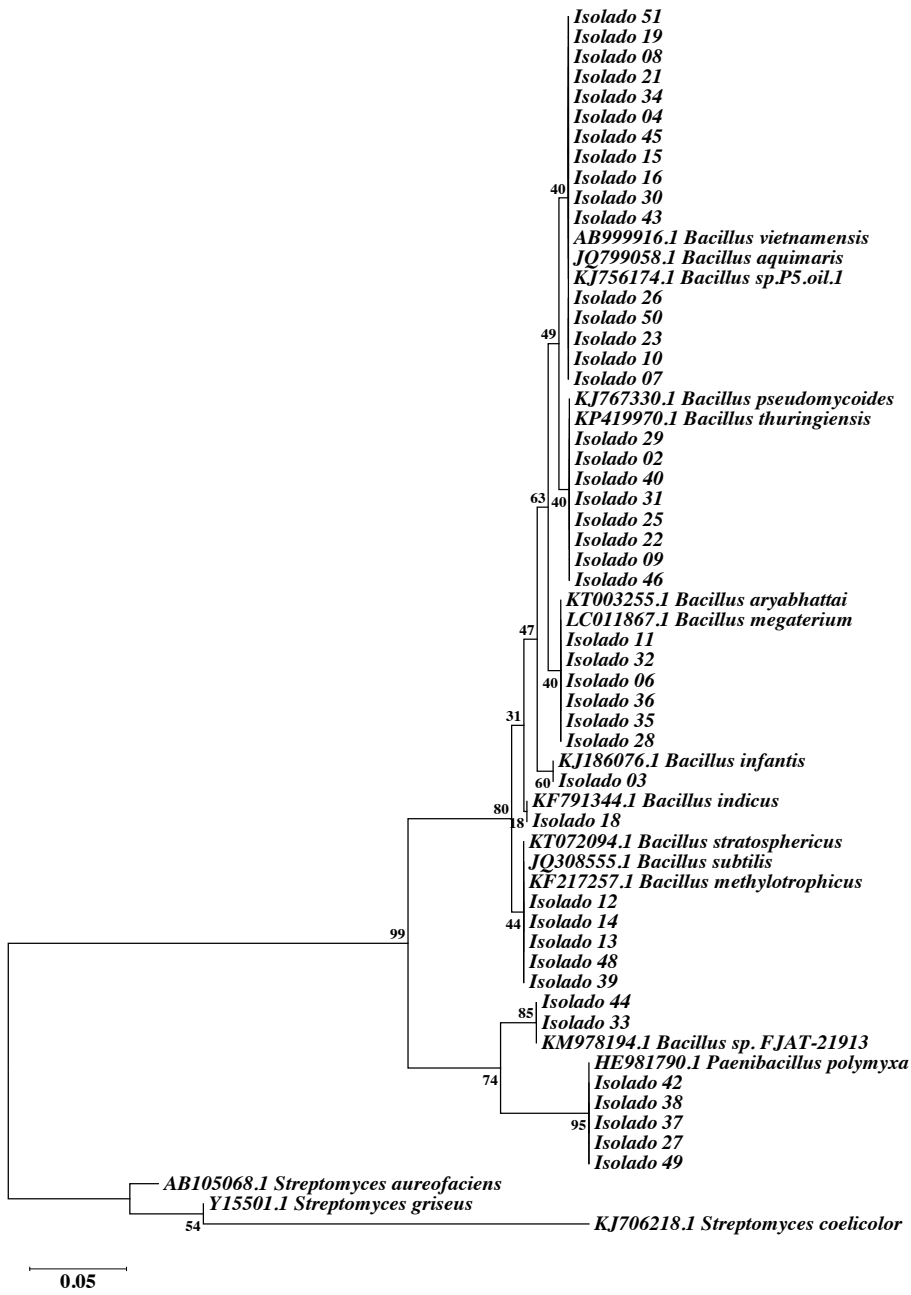 Isolado 51
Isolado 19
Isolado 08
Isolado 21
Isolado 34
Isolado 04
Isolado 45
Isolado 15
Isolado 16
40
Isolado 30
Isolado 43
AB999916.1 Bacillus vietnamensis
JQ799058.1 Bacillus aquimaris
KJ756174.1 Bacillus sp.P5.oil.1
Isolado 26
Isolado 50
49
Isolado 23
Isolado 10
Isolado 07
KJ767330.1 Bacillus pseudomycoides
KP419970.1 Bacillus thuringiensis
Isolado 29
Isolado 02
Isolado 40
63
40
Isolado 31
Isolado 25
Isolado 22
Isolado 09
Isolado 46
KT003255.1 Bacillus aryabhattai
LC011867.1 Bacillus megaterium
47
Isolado 11
Isolado 32
40
Isolado 06
Isolado 36
31
Isolado 35
Isolado 28
KJ186076.1 Bacillus infantis
60
Isolado 03
KF791344.1 Bacillus indicus
80
18
Isolado 18
KT072094.1 Bacillus stratosphericus
JQ308555.1 Bacillus subtilis
KF217257.1 Bacillus methylotrophicus
Isolado 12
44
Isolado 14
99
Isolado 13
Isolado 48
Isolado 39
Isolado 44
85
Isolado 33
KM978194.1 Bacillus sp. FJAT-21913
HE981790.1 Paenibacillus polymyxa
74
Isolado 42
Isolado 38
95
Isolado 37
Isolado 27
Isolado 49
AB105068.1 Streptomyces aureofaciens
Y15501.1 Streptomyces griseus
54
KJ706218.1 Streptomyces coelicolor
0.05